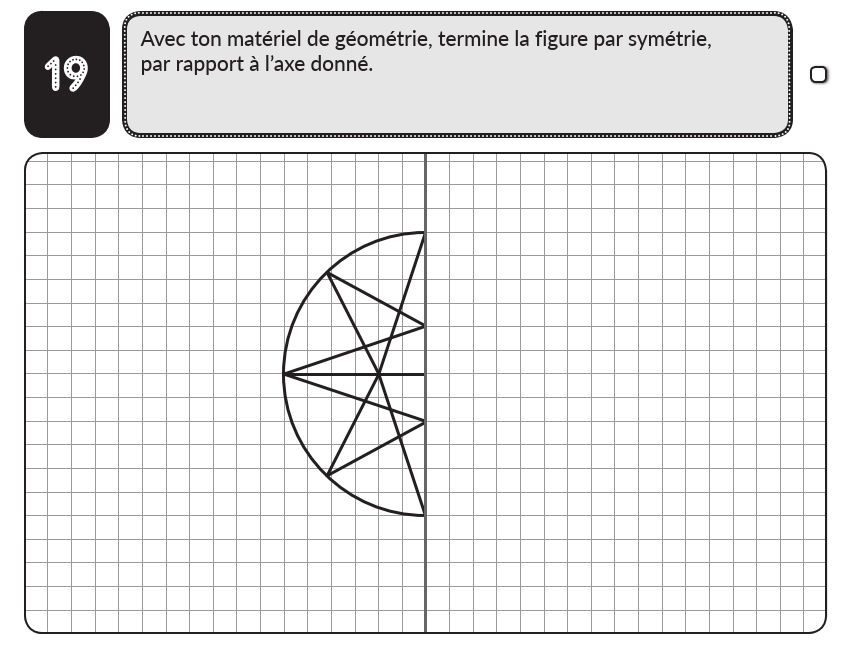 19
Avec ton matériel de géométrie, termine la figure par symétrie,
par rapport à l’axe donné.